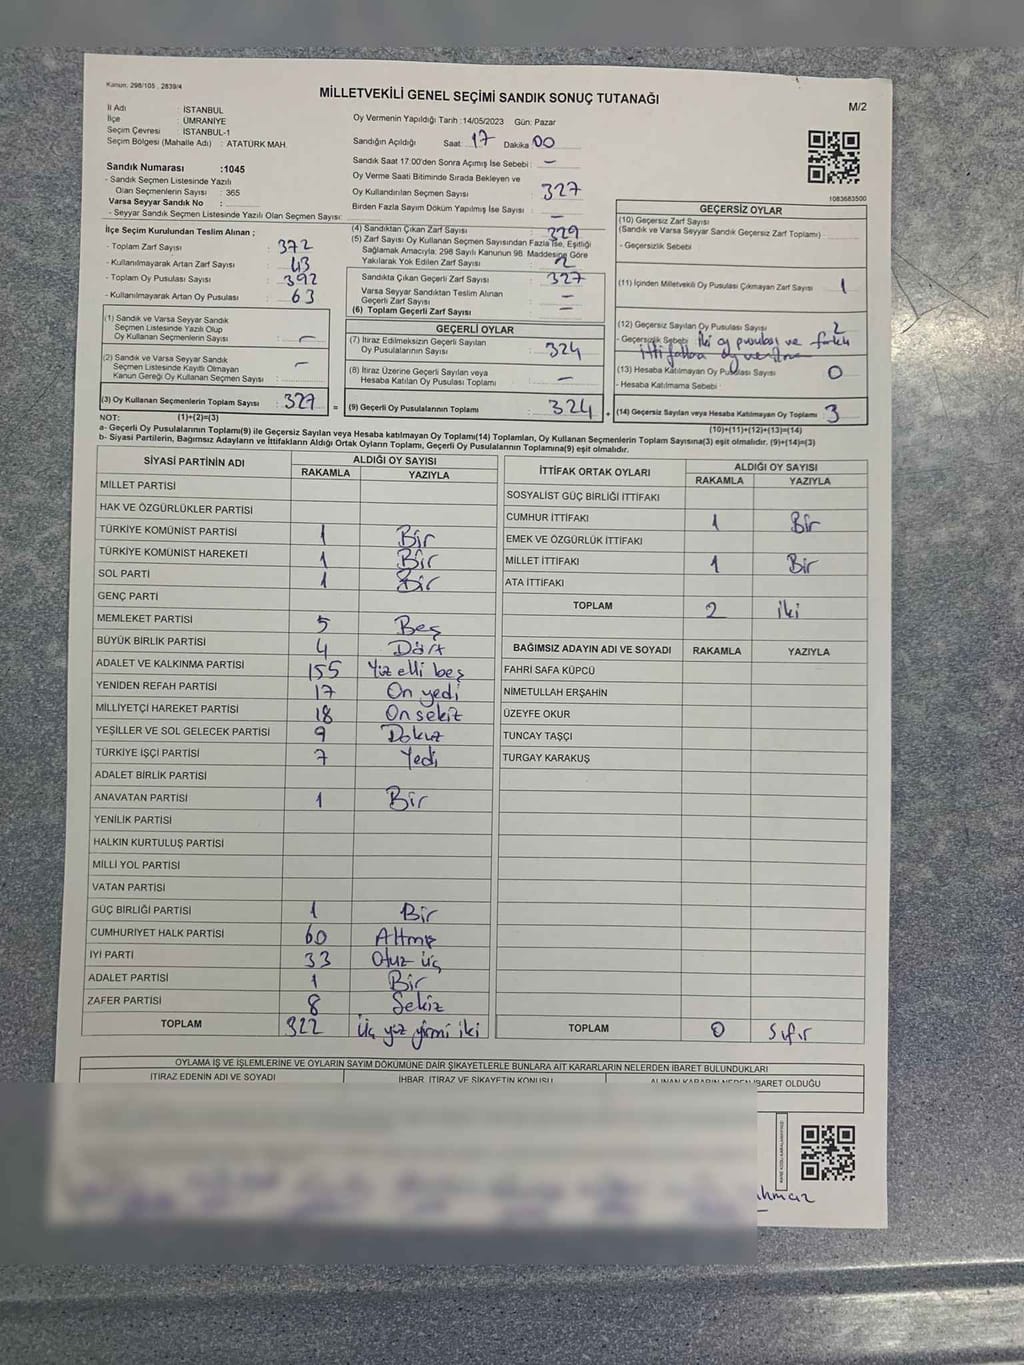 Kanun: 298/105 , 2839/4
MİLLETVEKİLİ GENEL SEÇİMİ SANDIK SONUÇ TUTANAĞI
M/2
İl Adı : İSTANBUL
İlçe : ÜMRANİYE
Seçim Çevresi : İSTANBUL-1
Seçim Bölgesi (Mahalle Adı) : ATATÜRK MAH.
Sandık Numarası :1045
- Sandık Seçmen Listesinde Yazılı
Olan Seçmenlerin Sayısı : 365
Varsa Seyyar Sandık No :
- Seyyar Sandık Seçmen Listesinde Yazılı Olan Seçmen Sayısı:
Oy Vermenin Yapıldığı Tarih :14/05/2023 Gün: Pazar
Sandığın Açıldığı Saat: 17 Dakika 00
Sandık Saat 17:00'den Sonra Açımış İse Sebebi : -
Oy Verme Saati Bitiminde Sırada Bekleyen ve
Oy Kullandırılan Seçmen Sayısı : 327
Birden Fazla Sayım Döküm Yapılmış İse Sayısı : -
1083683500
İlçe Seçim Kurulundan Teslim Alınan ;
- Toplam Zarf Sayısı : 372
- Kullanılmayarak Artan Zarf Sayısı : 43
- Toplam Oy Pusulası Sayısı : 392
- Kullanılmayarak Artan Oy Pusulası : 63
(1) Sandık ve Varsa Seyyar Sandık
Seçmen Listesinde Yazılı Olup
Oy Kullanan Seçmenlerin Sayısı : -
(2) Sandık ve Varsa Seyyar Sandık
Seçmen Listesinde Kayıtlı Olmayan
Kanun Gereği Oy Kullanan Seçmen Sayısı : -
(3) Oy Kullanan Seçmenlerin Toplam Sayısı : 327
(4) Sandıktan Çıkan Zarf Sayısı : 329
(5) Zarf Sayısı Oy Kullanan Seçmen Sayısından Fazla İse, Eşitliği
Sağlamak Amacıyla; 298 Sayılı Kanunun 98. Maddesine Göre
Yakılarak Yok Edilen Zarf Sayısı : 2
Sandıkta Çıkan Geçerli Zarf Sayısı : 327
Varsa Seyyar Sandıktan Teslim Alınan
Geçerli Zarf Sayısı : -
(6) Toplam Geçerli Zarf Sayısı : -
GEÇERLİ OYLAR
(7) İtiraz Edilmeksizin Geçerli Sayılan
Oy Pusulalarının Sayısı : 324
(8) İtiraz Üzerine Geçerli Sayılan veya
Hesaba Katılan Oy Pusulası Toplamı : -
= (9) Geçerli Oy Pusulalarının Toplamı : 324
GEÇERSİZ OYLAR
(10) Geçersiz Zarf Sayısı
(Sandık ve Varsa Seyyar Sandık Geçersiz Zarf Toplamı) :
- Geçersizlik Sebebi :
(11) İçinden Milletvekili Oy Pusulası Çıkmayan Zarf Sayısı : 1
(12) Geçersiz Sayılan Oy Pusulası Sayısı : 2
- Geçersizlik Sebebi : İki oy pusulası ve farklı
ittifaklara oy verilme
(13) Hesaba Katılmayan Oy Pusulası Sayısı : 0
- Hesaba Katılmama Sebebi :
+ (14) Geçersiz Sayılan veya Hesaba Katılmayan Oy Toplamı : 3
NOT: (1)+(2)=(3)
(10)+(11)+(12)+(13)=(14)
a- Geçerli Oy Pusulalarının Toplamı(9) ile Geçersiz Sayılan veya Hesaba katılmayan Oy Toplamı(14) Toplamları, Oy Kullanan Seçmenlerin Toplam Sayısına(3) eşit olmalıdır. (9)+(14)=(3)
b- Siyasi Partilerin, Bağımsız Adayların ve İttifakların Aldığı Ortak Oyların Toplamı, Geçerli Oy Pusulalarının Toplamına(9) eşit olmalıdır.
SİYASİ PARTİNİN ADI
ALDIĞI OY SAYISI
RAKAMLA YAZIYLA
MİLLET PARTİSİ
HAK VE ÖZGÜRLÜKLER PARTİSİ
TÜRKİYE KOMÜNİST PARTİSİ 1 Bir
TÜRKİYE KOMÜNİST HAREKETİ 1 Bir
SOL PARTİ 1 Bir
GENÇ PARTİ
MEMLEKET PARTİSİ 5 Beş
BÜYÜK BİRLİK PARTİSİ 4 Dört
ADALET VE KALKINMA PARTİSİ 155 Yüz elli beş
YENİDEN REFAH PARTİSİ 17 On yedi
MİLLİYETÇİ HAREKET PARTİSİ 18 On sekiz
YEŞİLLER VE SOL GELECEK PARTİSİ 9 Dokuz
TÜRKİYE İŞÇİ PARTİSİ 7 Yedi
ADALET BİRLİK PARTİSİ
ANAVATAN PARTİSİ 1 Bir
YENİLİK PARTİSİ
HALKIN KURTULUŞ PARTİSİ
MİLLİ YOL PARTİSİ
VATAN PARTİSİ
GÜÇ BİRLİĞİ PARTİSİ 1 Bir
CUMHURİYET HALK PARTİSİ 60 Altmış
İYİ PARTİ 33 Otuz üç
ADALET PARTİSİ 1 Bir
ZAFER PARTİSİ 8 Sekiz
TOPLAM 322 Üç yüz yirmi iki
İTTİFAK ORTAK OYLARI
ALDIĞI OY SAYISI
RAKAMLA YAZIYLA
SOSYALİST GÜÇ BİRLİĞİ İTTİFAKI
CUMHUR İTTİFAKI 1 Bir
EMEK VE ÖZGÜRLÜK İTTİFAKI
MİLLET İTTİFAKI 1 Bir
ATA İTTİFAKI
TOPLAM 2 iki
BAĞIMSIZ ADAYIN ADI VE SOYADI RAKAMLA YAZIYLA
FAHRİ SAFA KÜPCÜ
NİMETULLAH ERŞAHİN
ÜZEYFE OKUR
TUNCAY TAŞÇI
TURGAY KARAKUŞ
TOPLAM 0 Sıfır
OYLAMA İŞ VE İŞLEMLERİNE VE OYLARIN SAYIM DÖKÜMÜNE DAİR ŞİKAYETLERLE BUNLARA AİT KARARLARIN NELERDEN İBARET BULUNDUKLARI
İTİRAZ EDENİN ADI VE SOYADI
İHBAR, İTİRAZ VE ŞİKAYETİN KONUSU
ALINAN KARARIN NEDEN İBARET OLDUĞU